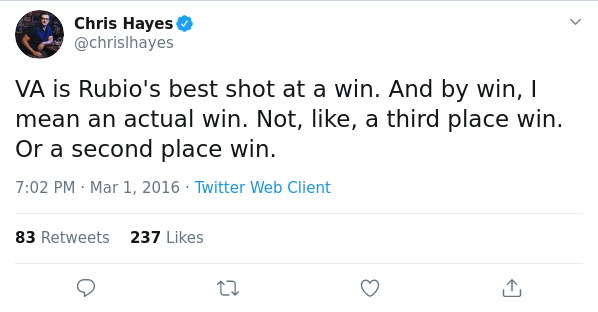 Chris Hayes
@chrislhayes
VA is Rubio's best shot at a win. And by win, I
mean an actual win. Not, like, a third place win.
Or a second place win.
7:02 PM · Mar 1, 2016 · Twitter Web Client
83 Retweets 237 Likes